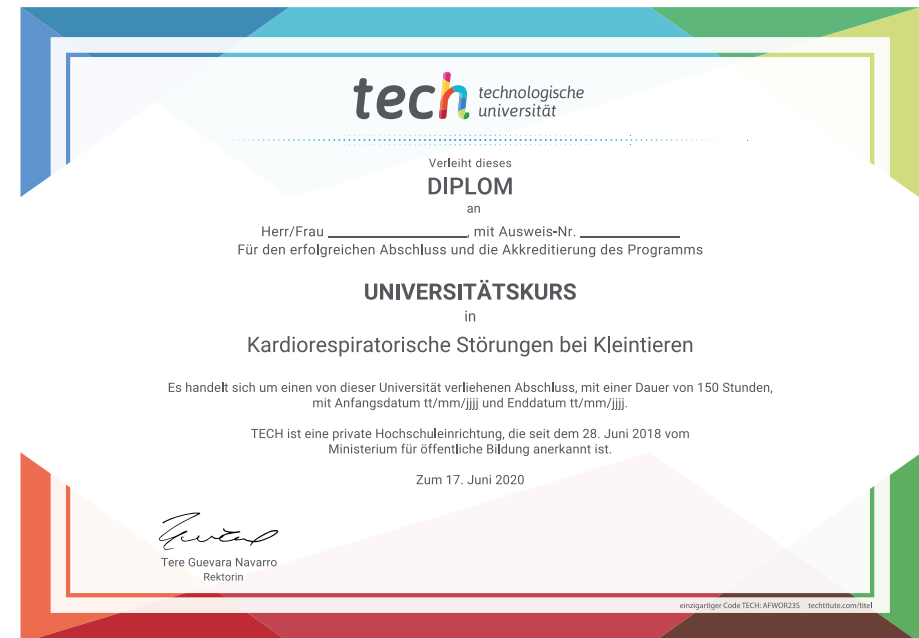 tech technologische
universität
Verleiht dieses
DIPLOM
an
Herr/Frau ____________________, mit Ausweis-Nr. ______________
Für den erfolgreichen Abschluss und die Akkreditierung des Programms
UNIVERSITÄTSKURS
in
Kardiorespiratorische Störungen bei Kleintieren
Es handelt sich um einen von dieser Universität verliehenen Abschluss, mit einer Dauer von 150 Stunden,
mit Anfangsdatum tt/mm/jjjj und Enddatum tt/mm/jjjj.
TECH ist eine private Hochschuleinrichtung, die seit dem 28. Juni 2018 vom
Ministerium für öffentliche Bildung anerkannt ist.
Zum 17. Juni 2020
Tere Guevara Navarro
Rektorin
einzigartiger Code TECH: AFWOR23S techtitute.com/titel